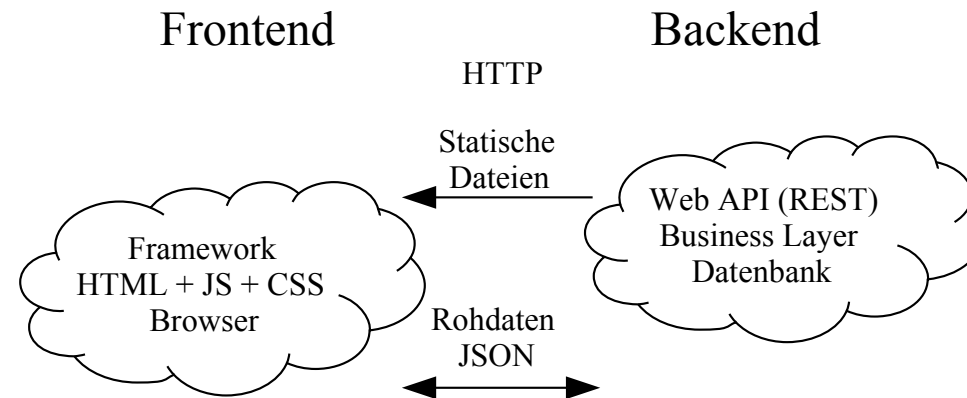 Frontend
Backend
HTTP
Statische
Dateien
Web API (REST)
Business Layer
Datenbank
Framework
HTML + JS + CSS
Browser
Rohdaten
JSON